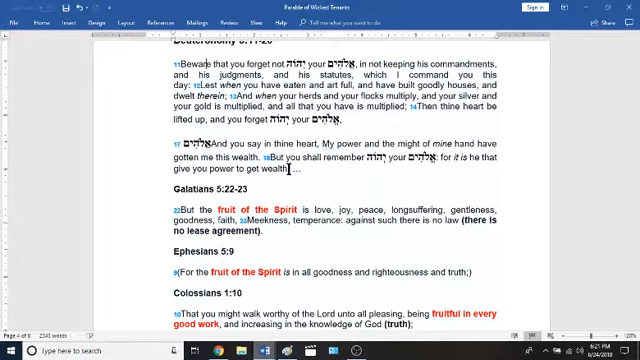 Parable of Wicked Tenants
Sign in
File Home Insert Design Layout References Mailings Review View Tell me what you want to do
Deuteronomy
11Beware that you forget not יְהוָה your אֱלֹהִים, in not keeping his commandments,
and his judgments, and his statutes, which I command you this
day: 12Lest when you have eaten and art full, and have built goodly houses, and
dwelt therein; 13And when your herds and your flocks multiply, and your silver and
your gold is multiplied, and all that you have is multiplied; 14Then thine heart be
lifted up, and you forget יְהוָה your אֱלֹהִים,
17 אֱלֹהִיםAnd you say in thine heart, My power and the might of mine hand have
gotten me this wealth. 18But you shall remember יְהוָה your אֱלֹהִים: for it is he that
give you power to get wealth, ...
Galatians 5:22-23
22But the fruit of the Spirit is love, joy, peace, longsuffering, gentleness,
goodness, faith, 23Meekness, temperance: against such there is no law (there is
no lease agreement).
Ephesians 5:9
9(For the fruit of the Spirit is in all goodness and righteousness and truth;)
Colossians 1:10
10That you might walk worthy of the Lord unto all pleasing, being fruitful in every
good work, and increasing in the knowledge of God (truth);
Page 4 of 6 2243 words
Type here to search
6:21 PM
6/24/2018